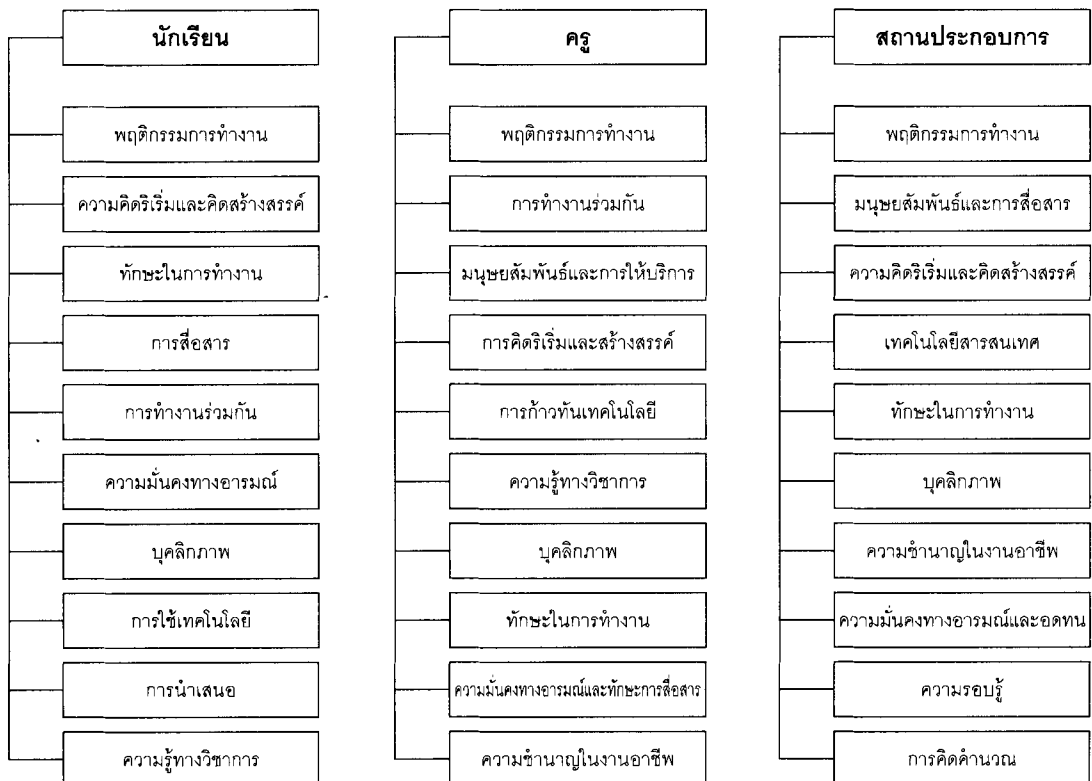 นักเรียน
พฤติกรรมการทำงาน
ความคิดริเริ่มและคิดสร้างสรรค์
ทักษะในการทำงาน
การสื่อสาร
การทำงานร่วมกัน
ความมั่นคงทางอารมณ์
บุคลิกภาพ
การใช้เทคโนโลยี
การนำเสนอ
ความรู้ทางวิชาการ
ครู
พฤติกรรมการทำงาน
การทำงานร่วมกัน
มนุษยสัมพันธ์และการให้บริการ
การคิดริเริ่มและสร้างสรรค์
การก้าวทันเทคโนโลยี
ความรู้ทางวิชาการ
บุคลิกภาพ
ทักษะในการทำงาน
ความมั่นคงทางอารมณ์และทักษะการสื่อสาร
ความชำนาญในงานอาชีพ
สถานประกอบการ
พฤติกรรมการทำงาน
มนุษยสัมพันธ์และการสื่อสาร
ความคิดริเริ่มและคิดสร้างสรรค์
เทคโนโลยีสารสนเทศ
ทักษะในการทำงาน
บุคลิกภาพ
ความชำนาญในงานอาชีพ
ความมั่นคงทางอารมณ์และอดทน
ความรอบรู้
การคิดคำนวณ